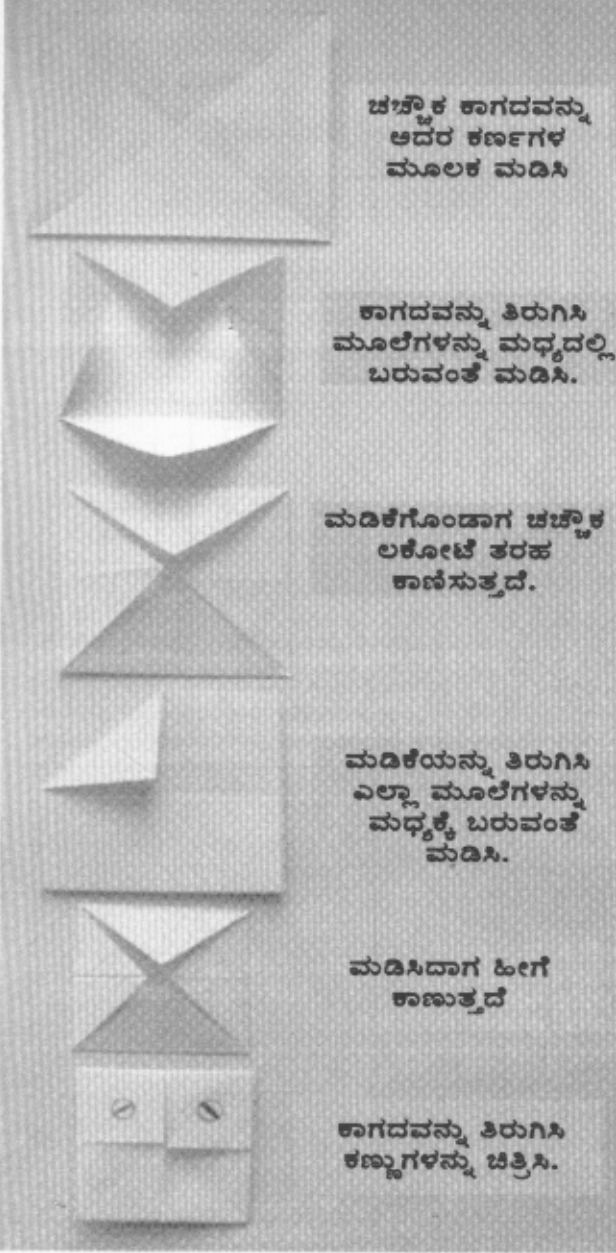 ಚಚ್ಚೌಕ ಕಾಗದವನ್ನು
ಆದರ ಕರ್ಣಗಳ
ಮೂಲಕ ಮಡಿಸಿ
ಕಾಗದವನ್ನು ತಿರುಗಿಸಿ
ಮೂಲೆಗಳನ್ನು ಮಧ್ಯದಲ್ಲಿ
ಬರುವಂತೆ ಮಡಿಸಿ.
ಮಡಿಕೆಗೊಂಡಾಗ ಚಚ್ಚೌಕ
ಲಕೋಟೆ ತರಹ
ಕಾಣಿಸುತ್ತದೆ.
ಮಡಿಕೆಯನ್ನು ತಿರುಗಿಸಿ
ಎಲ್ಲಾ ಮೂಲೆಗಳನ್ನು
ಮಧ್ಯಕ್ಕೆ ಬರುವಂತೆ
ಮಡಿಸಿ.
ಮಡಿಸಿದಾಗ ಹೀಗೆ
ಕಾಣುತ್ತದೆ
ಕಾಗದವನ್ನು ತಿರುಗಿಸಿ
ಕಣ್ಣುಗಳನ್ನು ಚಿತ್ರಿಸಿ.